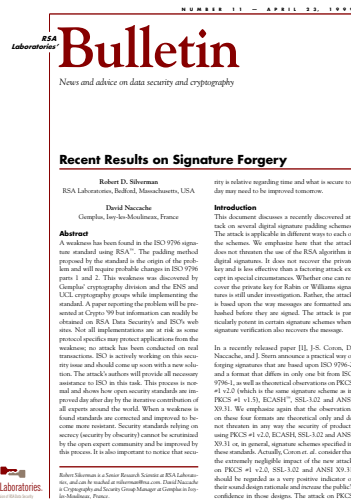 NUMBER 11 — APRIL 22, 1999
RSA
Laboratories'
Bulletin
News and advice on data security and cryptography
Recent Results on Signature Forgery
Robert D. Silverman
RSA Laboratories, Bedford, Massachusetts, USA
David Naccache
Gemplus, Issy-les-Moulineaux, France
Abstract
A weakness has been found in the ISO 9796 signa-
ture standard using RSA™. The padding method
proposed by the standard is the origin of the prob-
lem and will require probable changes in ISO 9796
parts 1 and 2. This weakness was discovered by
Gemplus' cryptography division and the ENS and
UCL cryptography groups while implementing the
standard. A paper reporting the problem will be pre-
sented at Crypto '99 but information can readily be
obtained on RSA Data Security's and ISO's web
sites. Not all implementations are at risk as some
protocol specifics may protect applications from the
weakness; no attack has been conducted on real
transactions. ISO is actively working on this secu-
rity issue and should come up soon with a new solu-
tion. The attack's authors will provide all necessary
assistance to ISO in this task. This process is nor-
mal and shows how open security standards are im-
proved day after day by the iterative contribution of
all experts around the world. When a weakness is
found standards are corrected and improved to be-
come more resistant. Security standards relying on
secrecy (security by obscurity) cannot be scrutinized
by the open expert community and be improved by
this process. It is also important to notice that secu-
Robert Silverman is a Senior Research Scientist at RSA Laborato-
ries, and can be reached at rsilverman@rsa.com. David Naccache
is Cryptography and Security Group Manager at Gemplus in Issy-
les-Moulineaux, France.
rity is relative regarding time and what is secure to-
day may need to be improved tomorrow.
Introduction
This document discusses a recently discovered at-
tack on several digital signature padding schemes.
The attack is applicable in different ways to each o
the schemes. We emphasize here that the attack
does not threaten the use of the RSA algorithm in
digital signatures. It does not recover the private
key and is less effective than a factoring attack ex-
cept in special circumstances. Whether one can re-
cover the private key for Rabin or Williams signa-
tures is still under investigation. Rather, the attack
is based upon the way messages are formatted and
hashed before they are signed. The attack is par-
ticularly potent in certain signature schemes when
signature verification also recovers the message.
In a recently released paper [1], J-S. Coron, D.
Naccache, and J. Stern announce a practical way o
forging signatures that are based upon ISO 9796-2
and a format that differs in only one bit from ISO
9796-1, as well as theoretical observations on PKCS
#1 v2.0 (which is the same signature scheme as in
PKCS #1 v1.5), ECASH™, SSL-3.02 and ANSI
X9.31. We emphasize again that the observations
on these four formats are theoretical only and do
not threaten in any way the security of products
using PKCS #1 v2.0, ECASH, SSL-3.02 and ANSI
X9.31 or, in general, signature schemes specified in
these standards. Actually, Coron et. al. consider that
the extremely negligible impact of the new attack
on PKCS #1 v2.0, SSL-3.02 and ANSI X9.31
should be regarded as a very positive indicator o
their sound design rationale and increase the public'
confidence in those designs. The attack on PKCS
Laboratories.